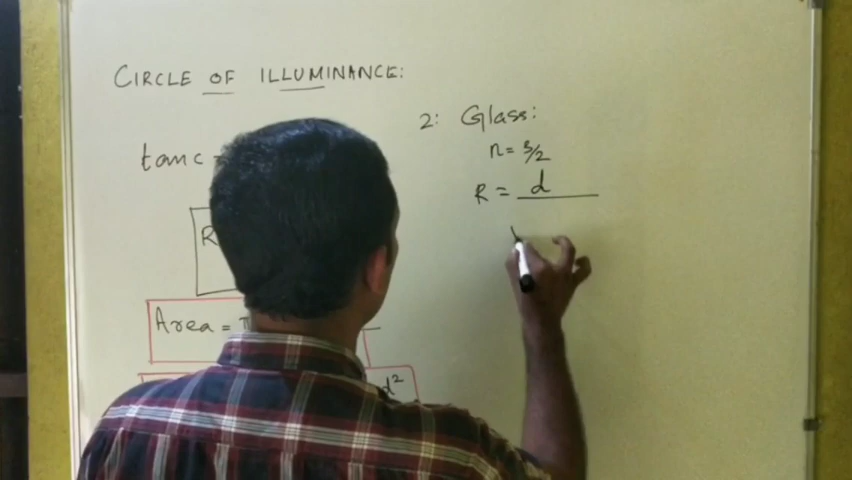 CIRCLE OF ILLUMINANCE:
tan c =
R
Area = π
d²
2: Glass:
n = 3/2
R = d